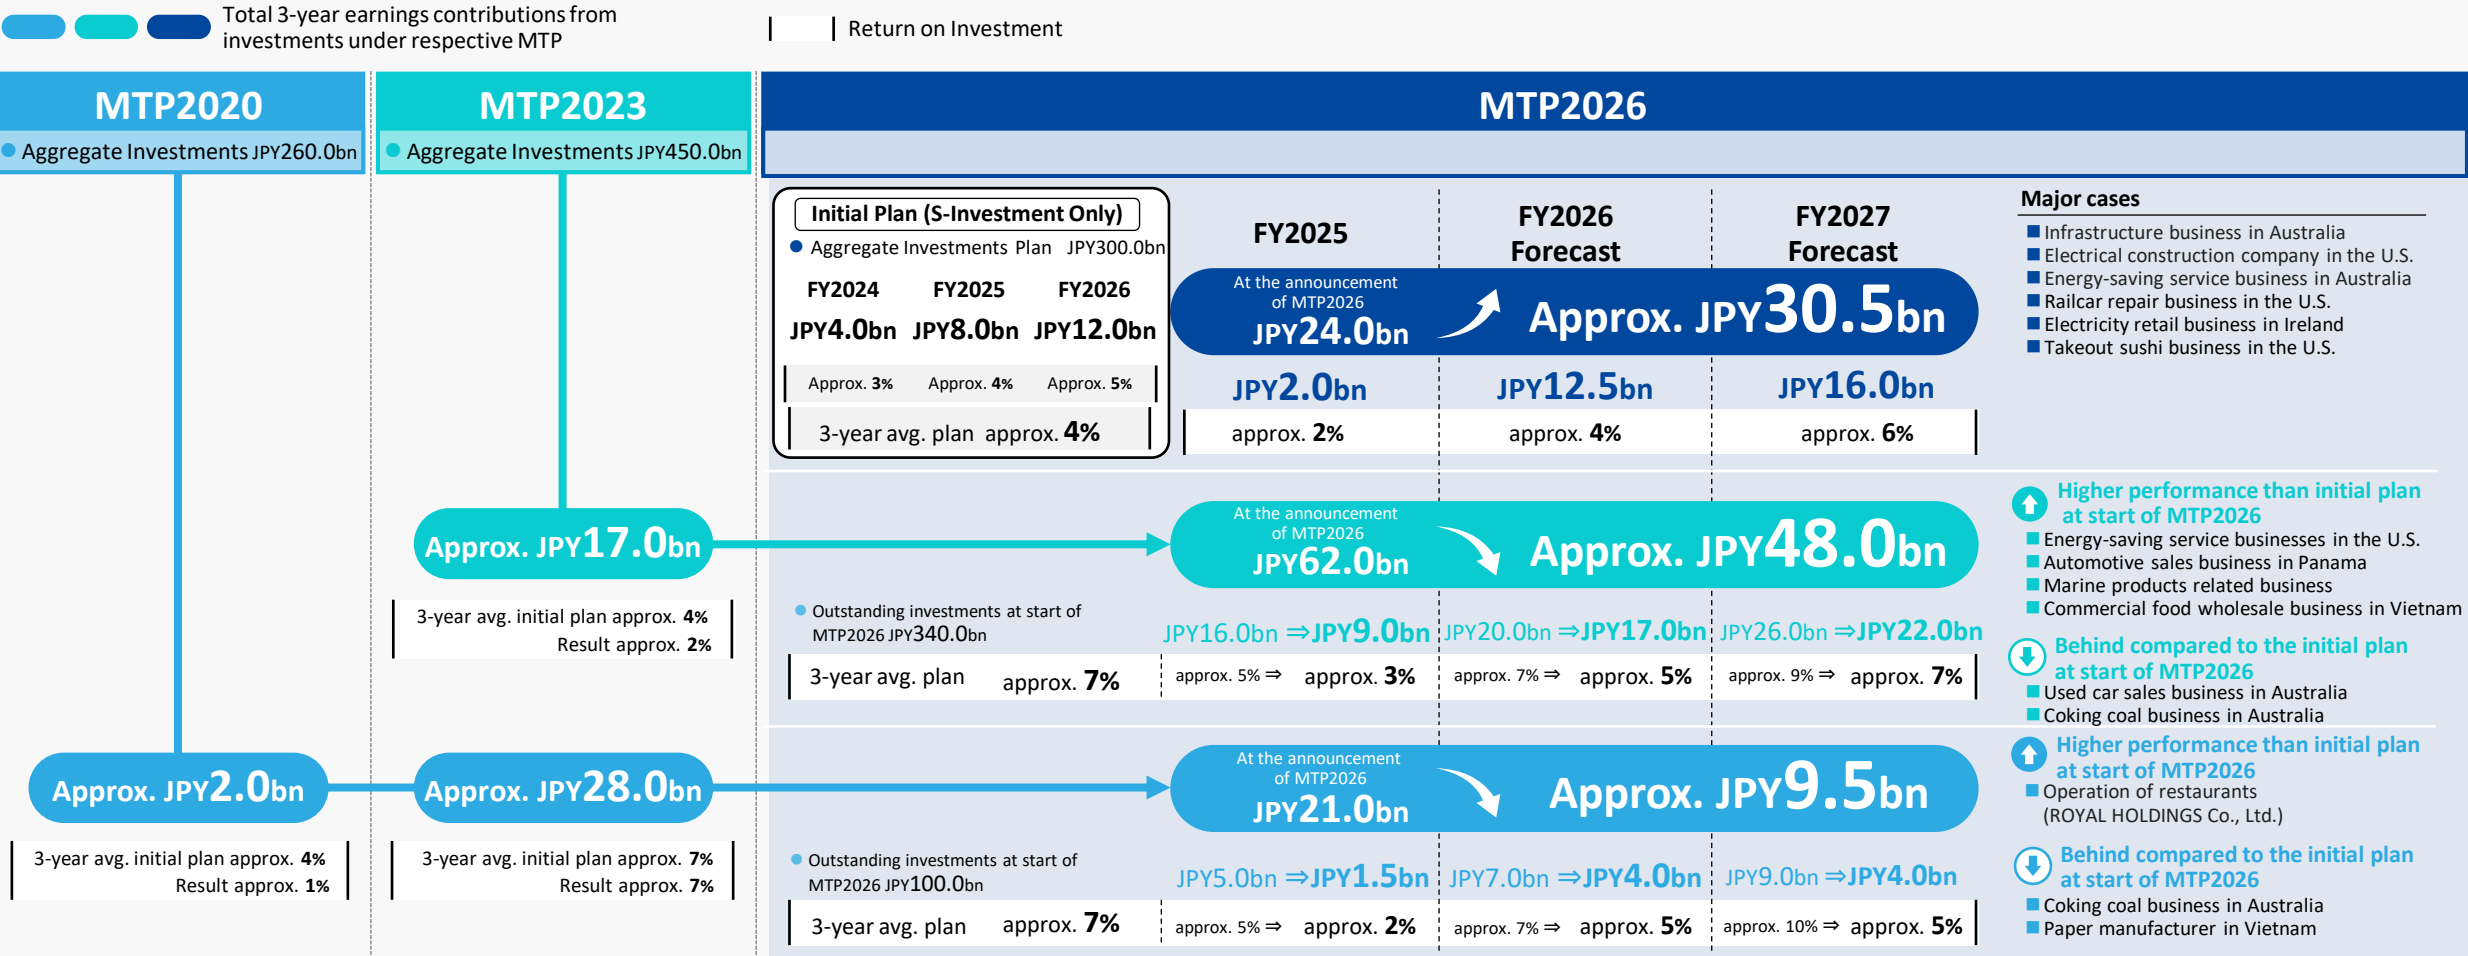 Total 3-year earnings contributions from
investments under respective MTP
Return on Investment
MTP2020
Aggregate Investments JPY260.0bn
MTP2023
Aggregate Investments JPY450.0bn
MTP2026
Initial Plan (S-Investment Only)
Aggregate Investments Plan JPY300.0bn
FY2024 FY2025 FY2026
JPY4.0bn JPY8.0bn JPY12.0bn
Approx. 3% Approx. 4% Approx. 5%
3-year avg. plan approx. 4%
FY2025
FY2026
Forecast
FY2027
Forecast
At the announcement
of MTP2026
JPY24.0bn
Approx. JPY30.5bn
JPY2.0bn JPY12.5bn JPY16.0bn
approx. 2% approx. 4% approx. 6%
Major cases
Infrastructure business in Australia
Electrical construction company in the U.S.
Energy-saving service business in Australia
Railcar repair business in the U.S.
Electricity retail business in Ireland
Takeout sushi business in the U.S.
Approx. JPY17.0bn
3-year avg. initial plan approx. 4%
Result approx. 2%
At the announcement
of MTP2026
JPY62.0bn
Approx. JPY48.0bn
Outstanding investments at start of
MTP2026 JPY340.0bn
JPY16.0bn ⇒JPY9.0bn JPY20.0bn ⇒JPY17.0bn JPY26.0bn ⇒JPY22.0bn
3-year avg. plan approx. 7% approx. 5% ⇒ approx. 3% approx. 7% ⇒ approx. 5% approx. 9% ⇒ approx. 7%
Higher performance than initial plan
at start of MTP2026
Energy-saving service businesses in the U.S.
Automotive sales business in Panama
Marine products related business
Commercial food wholesale business in Vietnam
Behind compared to the initial plan
at start of MTP2026
Used car sales business in Australia
Coking coal business in Australia
Approx. JPY2.0bn
3-year avg. initial plan approx. 4%
Result approx. 1%
Approx. JPY28.0bn
3-year avg. initial plan approx. 7%
Result approx. 7%
At the announcement
of MTP2026
JPY21.0bn
Approx. JPY9.5bn
Outstanding investments at start of
MTP2026 JPY100.0bn
JPY5.0bn ⇒JPY1.5bn JPY7.0bn ⇒JPY4.0bn JPY9.0bn ⇒JPY4.0bn
3-year avg. plan approx. 7% approx. 5% ⇒ approx. 2% approx. 7% ⇒ approx. 5% approx. 10% ⇒ approx. 5%
Higher performance than initial plan
at start of MTP2026
Operation of restaurants
(ROYAL HOLDINGS Co., Ltd.)
Behind compared to the initial plan
at start of MTP2026
Coking coal business in Australia
Paper manufacturer in Vietnam